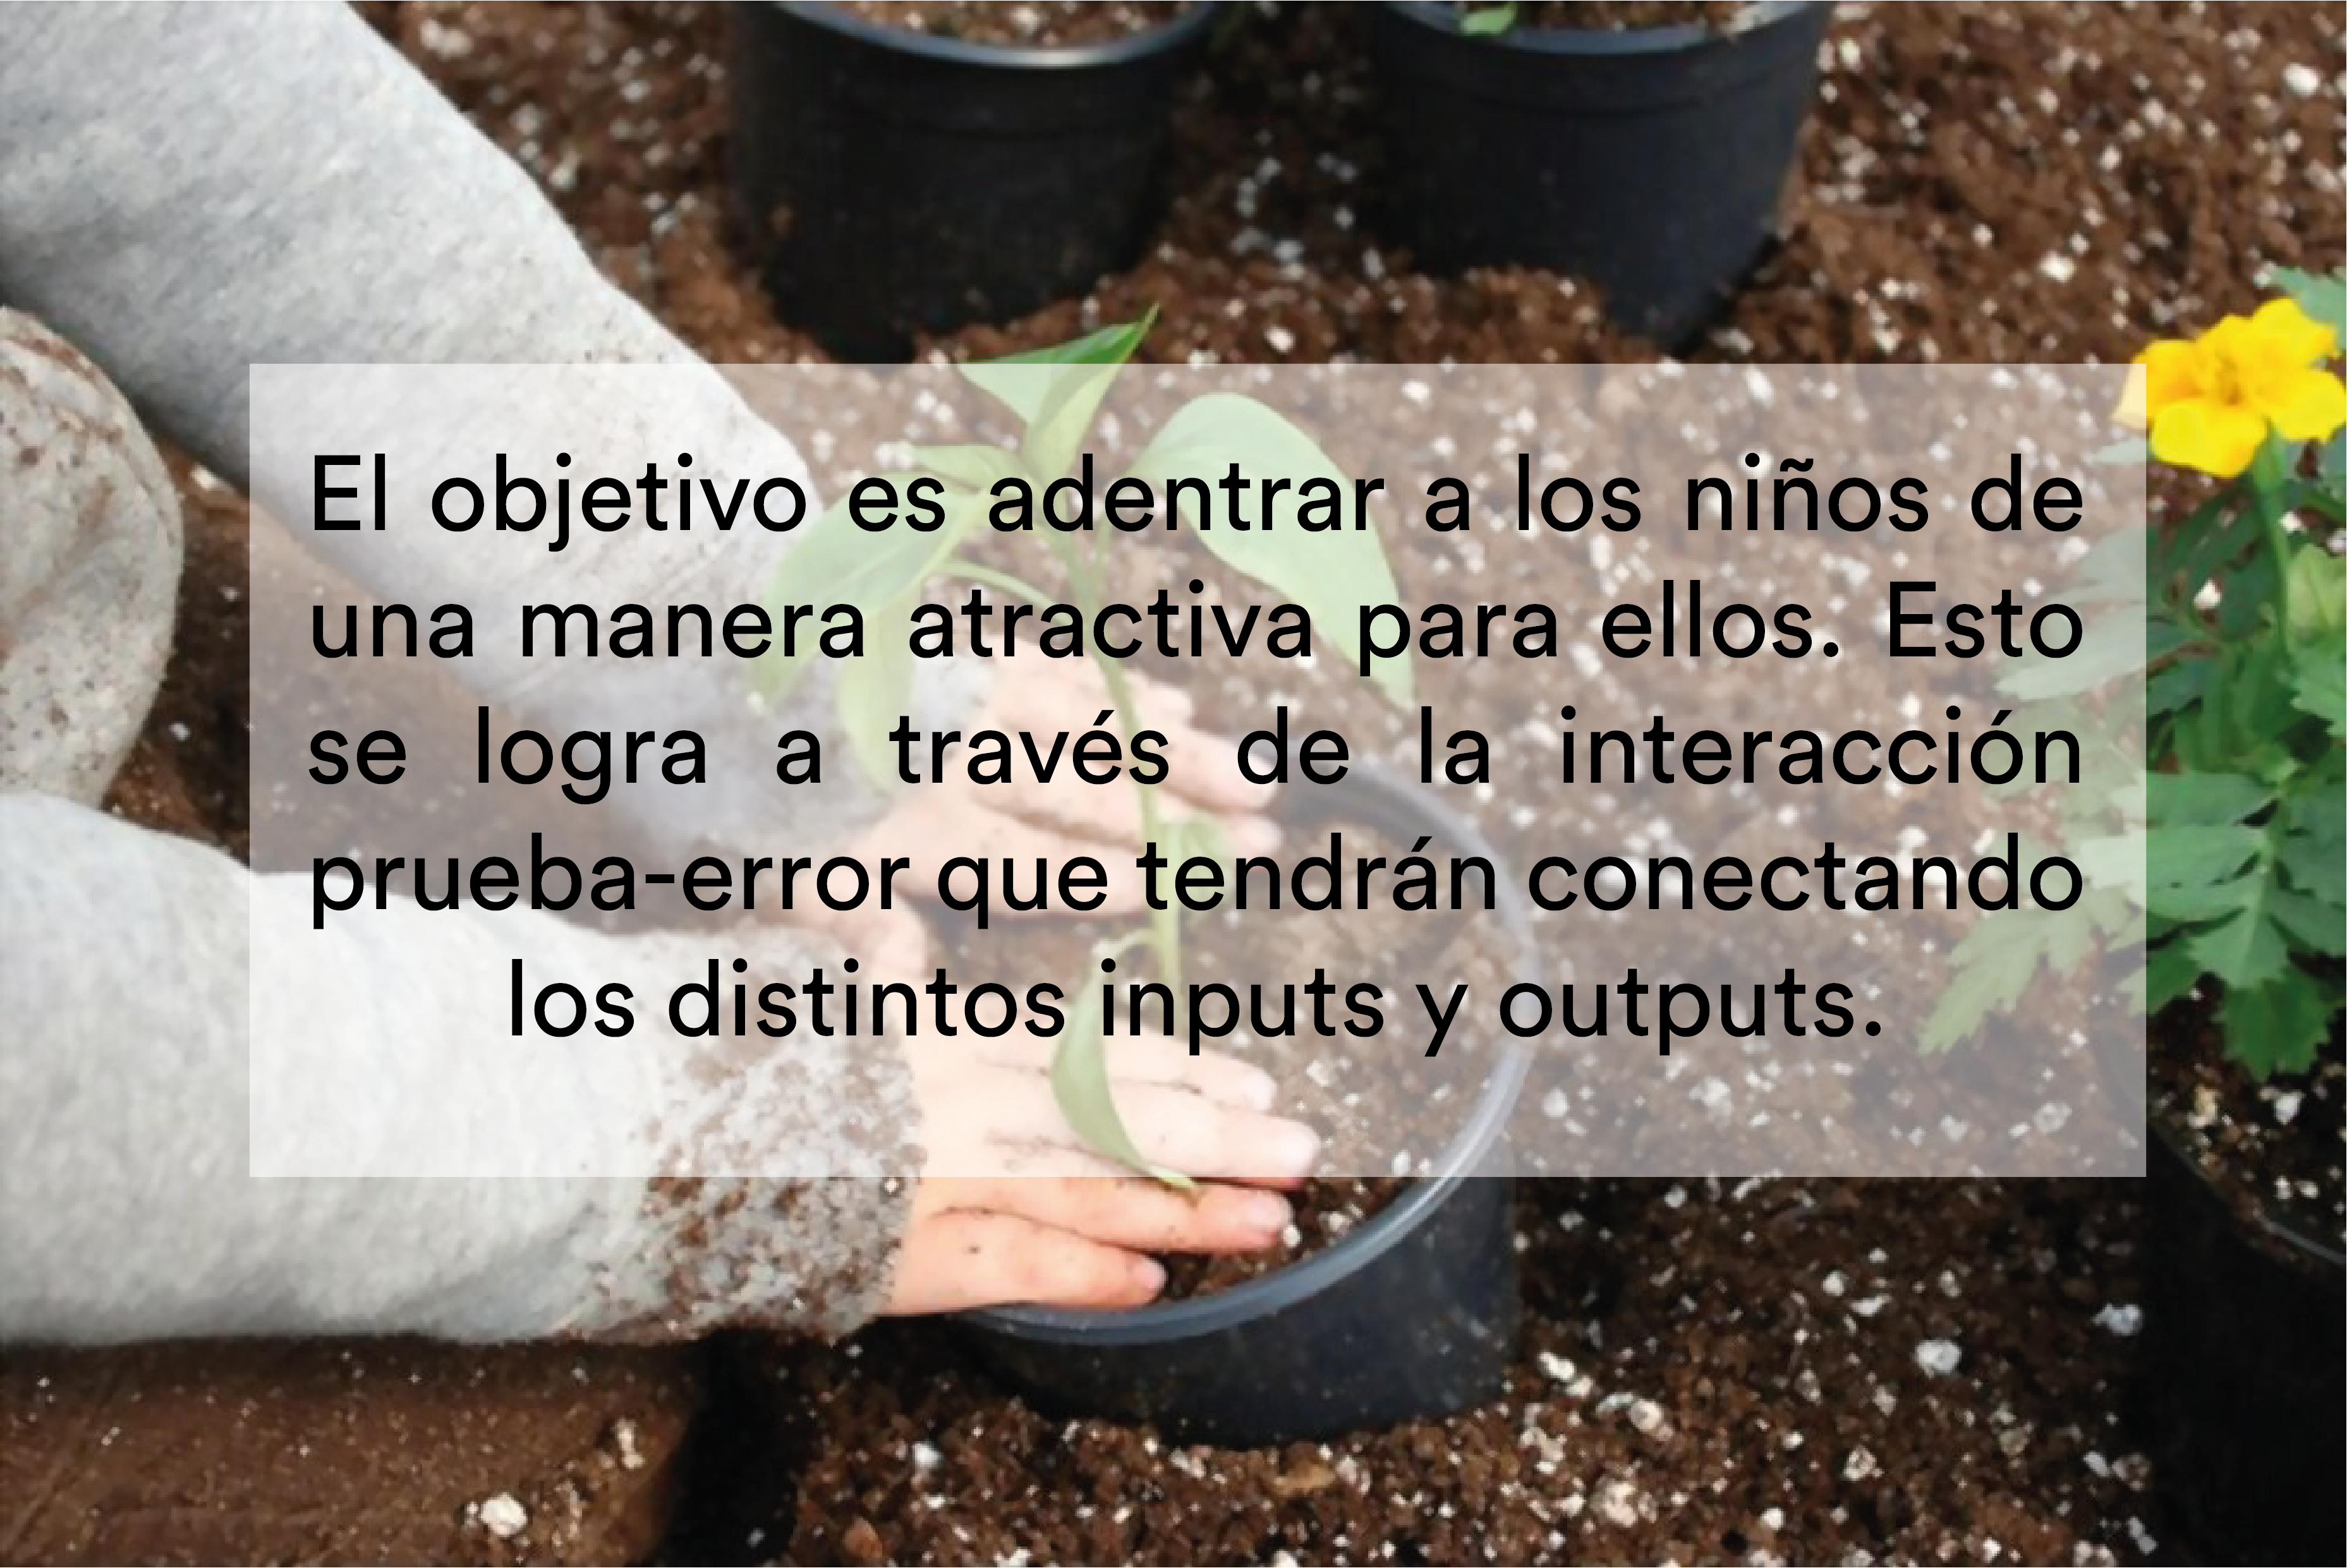 El objetivo es adentrar a los niños de
una manera atractiva para ellos. Esto
se logra a través de la interacción
prueba-error que tendrán conectando
los distintos inputs y outputs.